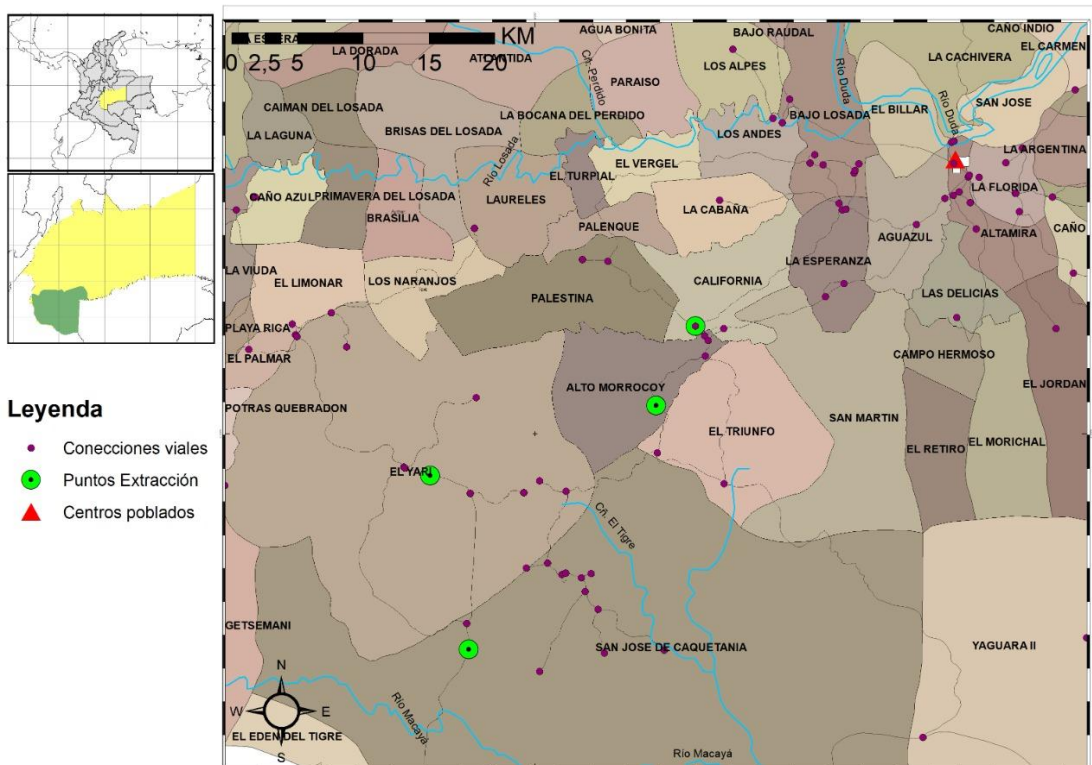 LA ESPERA
LA DORADA
ATLANTIDA
AGUA BONITA
BAJO RAUDAL
CAÑO INDIO
EL CARMEN
KM
0 2,5 5 10 15 20
Cñ. Perdido
PARAISO
LOS ALPES
Río Duda
LA CACHIVERA
CAIMAN DEL LOSADA
SAN JOSE
LA BOCANA DEL PERDIDO
BAJO LOSADA
EL BILLAR
Río Duda
LA LAGUNA
BRISAS DEL LOSADA
LOS ANDES
LA ARGENTINA
Río Losada
EL VERGEL
EL TURPIAL
CAÑO AZUL
PRIMAVERA DEL LOSADA
LAURELES
LA FLORIDA
BRASILIA
LA CABAÑA
PALENQUE
AGUAZUL
ALTAMIRA
CAÑO
LA ESPERANZA
LA VIUDA
EL LIMONAR
LOS NARANJOS
CALIFORNIA
PALESTINA
LAS DELICIAS
PLAYA RICA
EL PALMAR
CAMPO HERMOSO
ALTO MORROCOY
EL JORDAN
POTRAS QUEBRADON
SAN MARTIN
EL TRIUNFO
EL RETIRO
EL MORICHAL
EL YARI
Cñ. El Tigre
GETSEMANI
SAN JOSE DE CAQUETANIA
YAGUARA II
Río Macayá
EL EDEN DEL TIGRE
Río Macayá
N
W
E
S
Leyenda
Conecciones viales
Puntos Extracción
Centros poblados